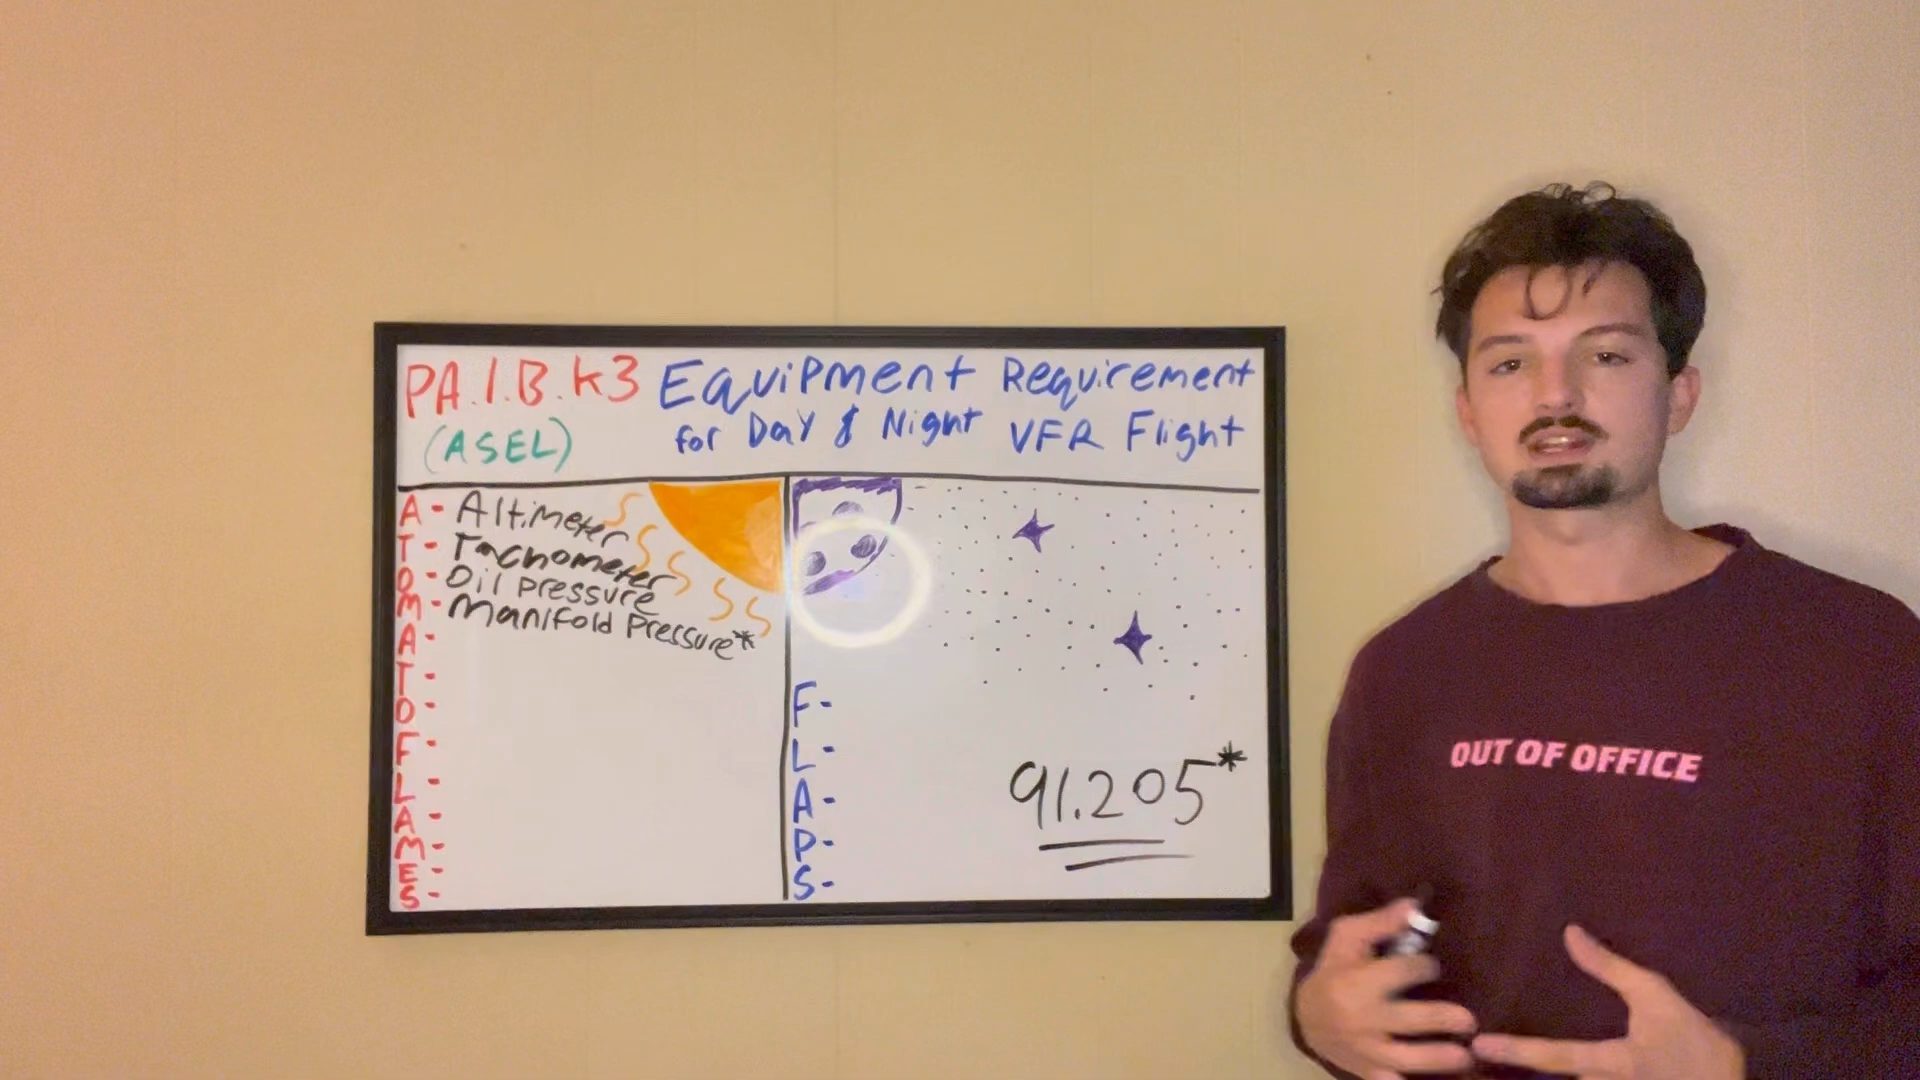 PA.I.B.K3 Equipment Requirement
(ASEL) for Day & Night VFR Flight
A - Altimeter
T - Tachometer
O - Oil pressure
M - Manifold Pressure*
A -
T -
O -
F -
L -
A -
M -
E -
S -
F -
L -
A -
P -
S -
91.205*
OUT OF OFFICE